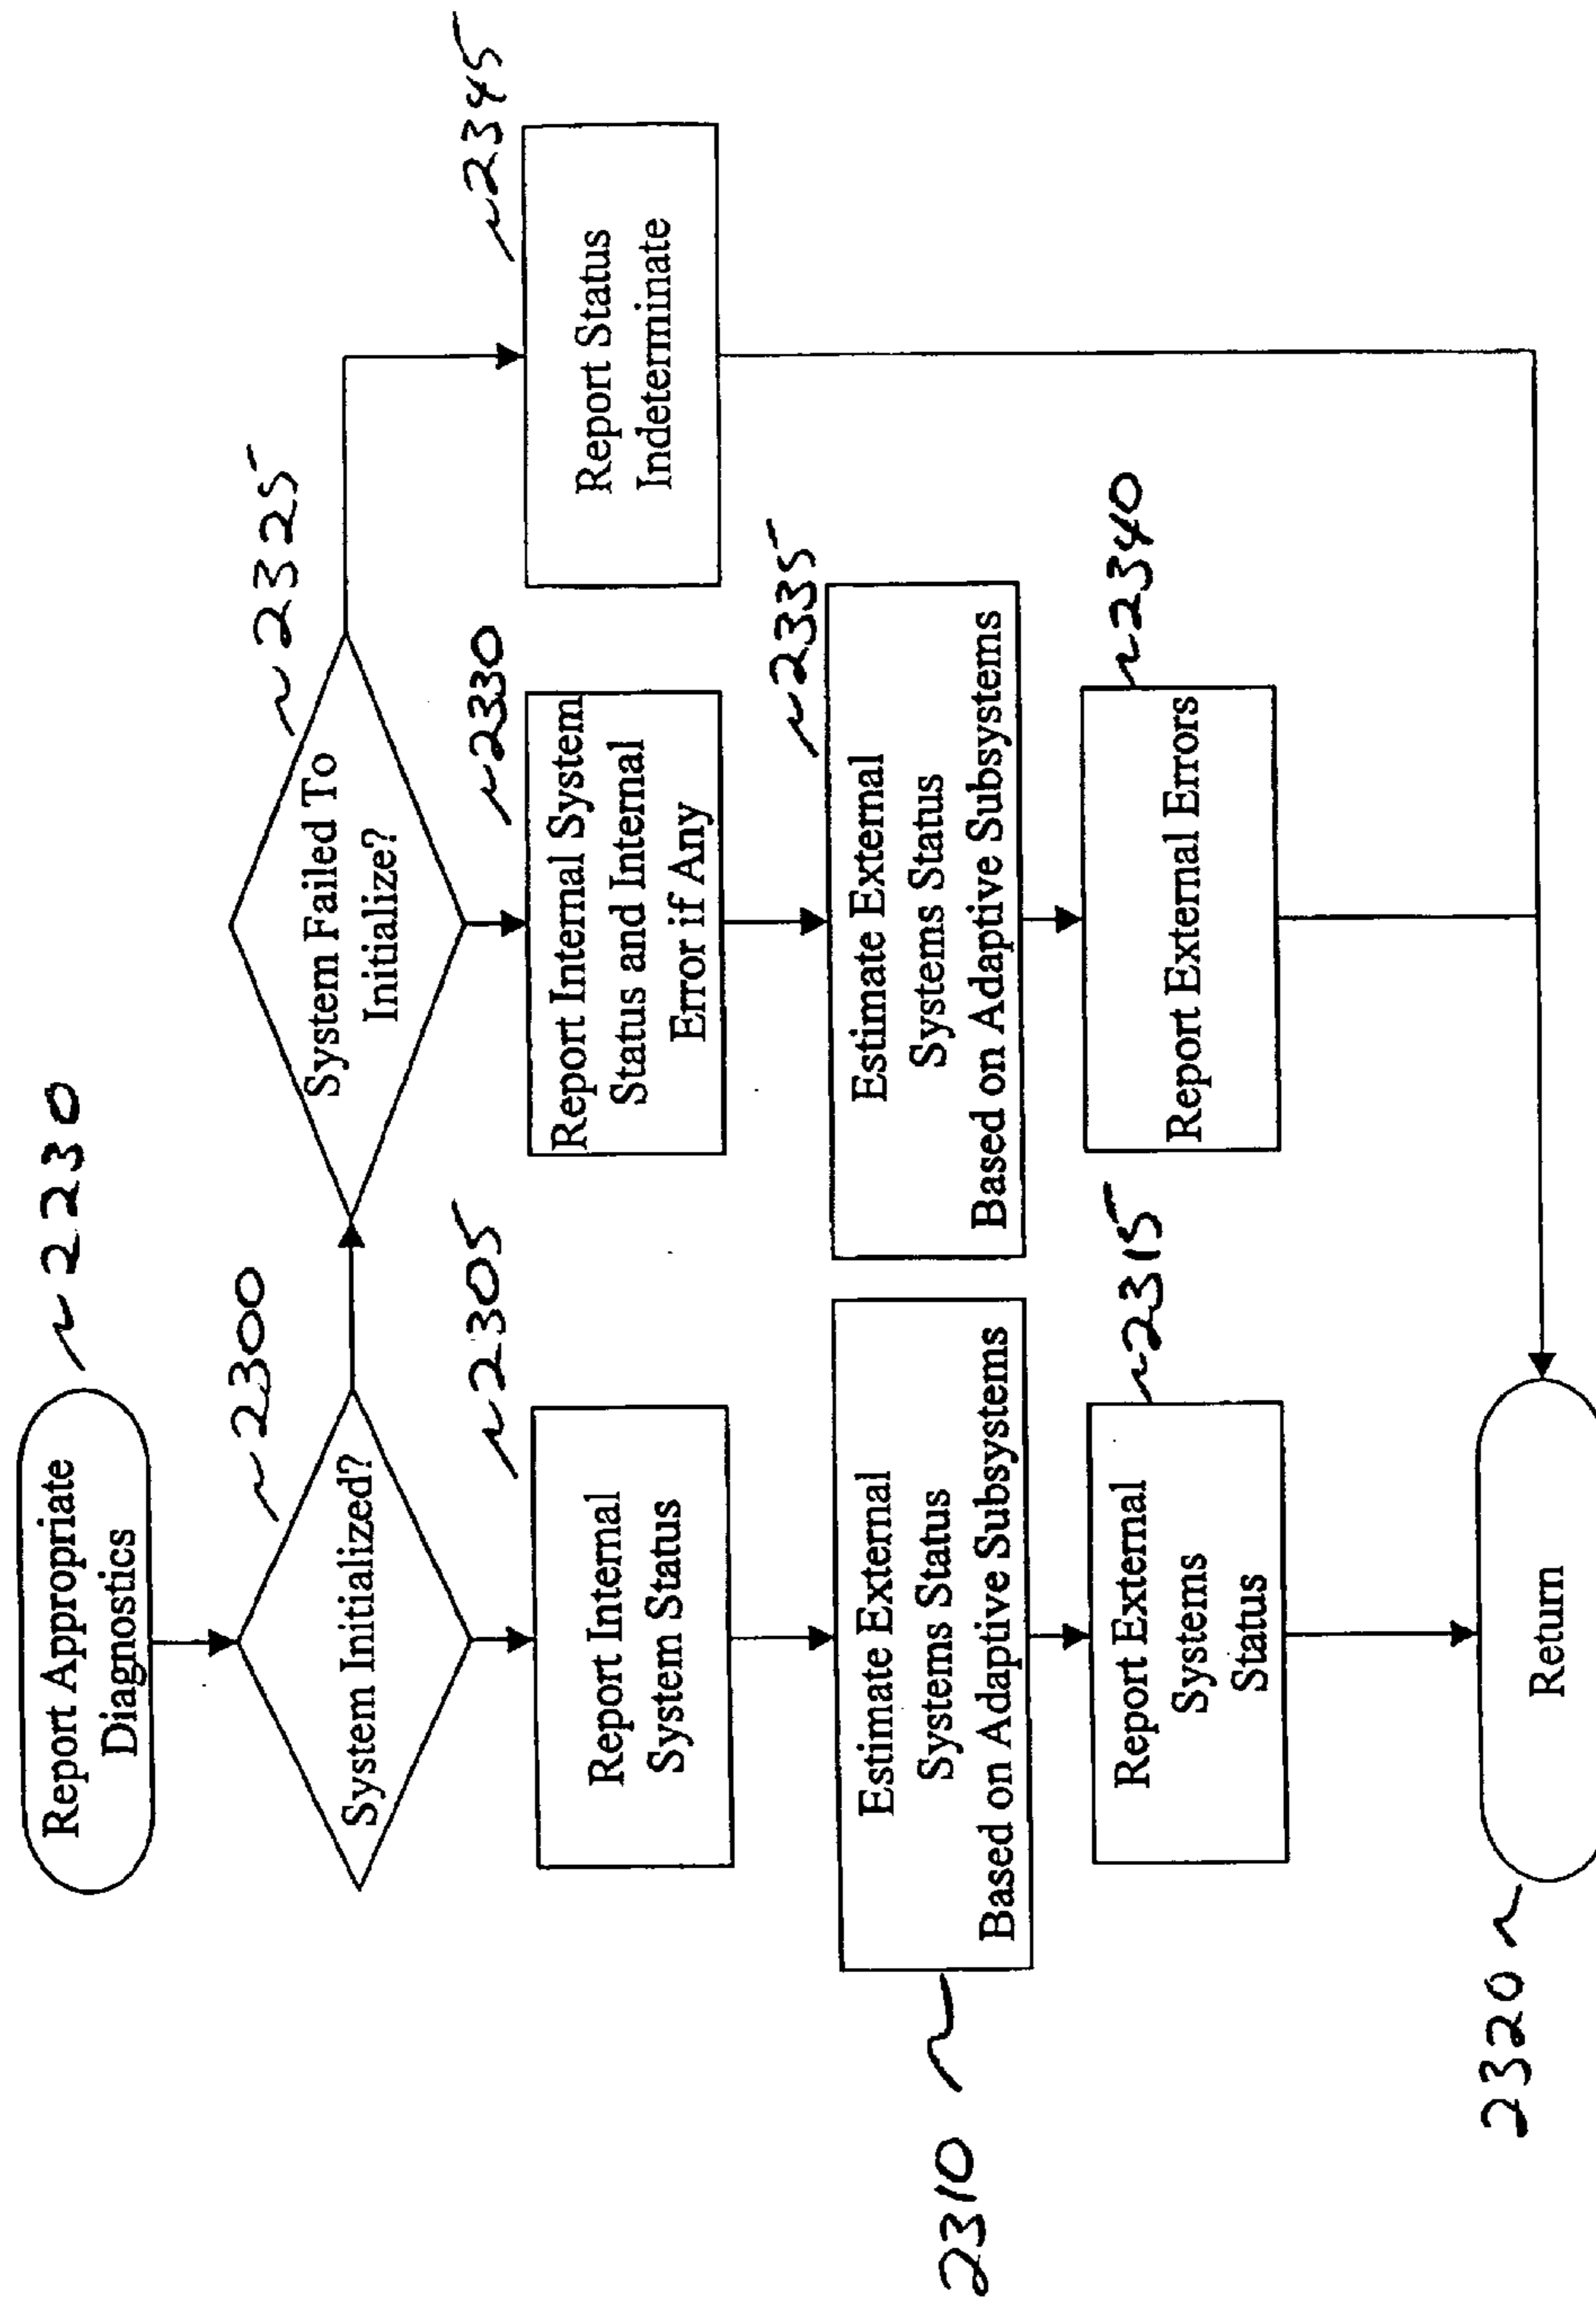 Report Appropriate
Diagnostics
2230
System Initialized?
2300
System Failed To
Initialize?
2325
Report Internal
System Status
2305
Report Internal System
Status and Internal
Error if Any
2330
Report Status
Indeterminate
2345
Estimate External
Systems Status
Based on Adaptive Subsystems
2310
Estimate External
Systems Status
Based on Adaptive Subsystems
2335
Report External
Systems
Status
2315
Report External Errors
2340
Return
2320